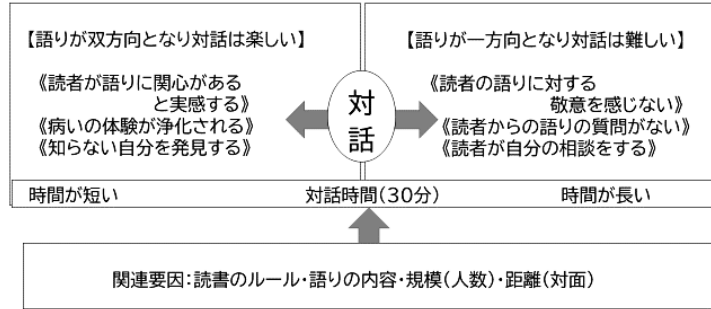 【語りが双方向となり対話は楽しい】
《読者が語りに関心がある
と実感する》
《病いの体験が浄化される》
《知らない自分を発見する》
対
話
【語りが一方向となり対話は難しい】
《読者の語りに対する
敬意を感じない》
《読者からの語りの質問がない》
《読者が自分の相談をする》
時間が短い 対話時間(30分) 時間が長い
関連要因:読書のルール・語りの内容・規模(人数)・距離(対面)